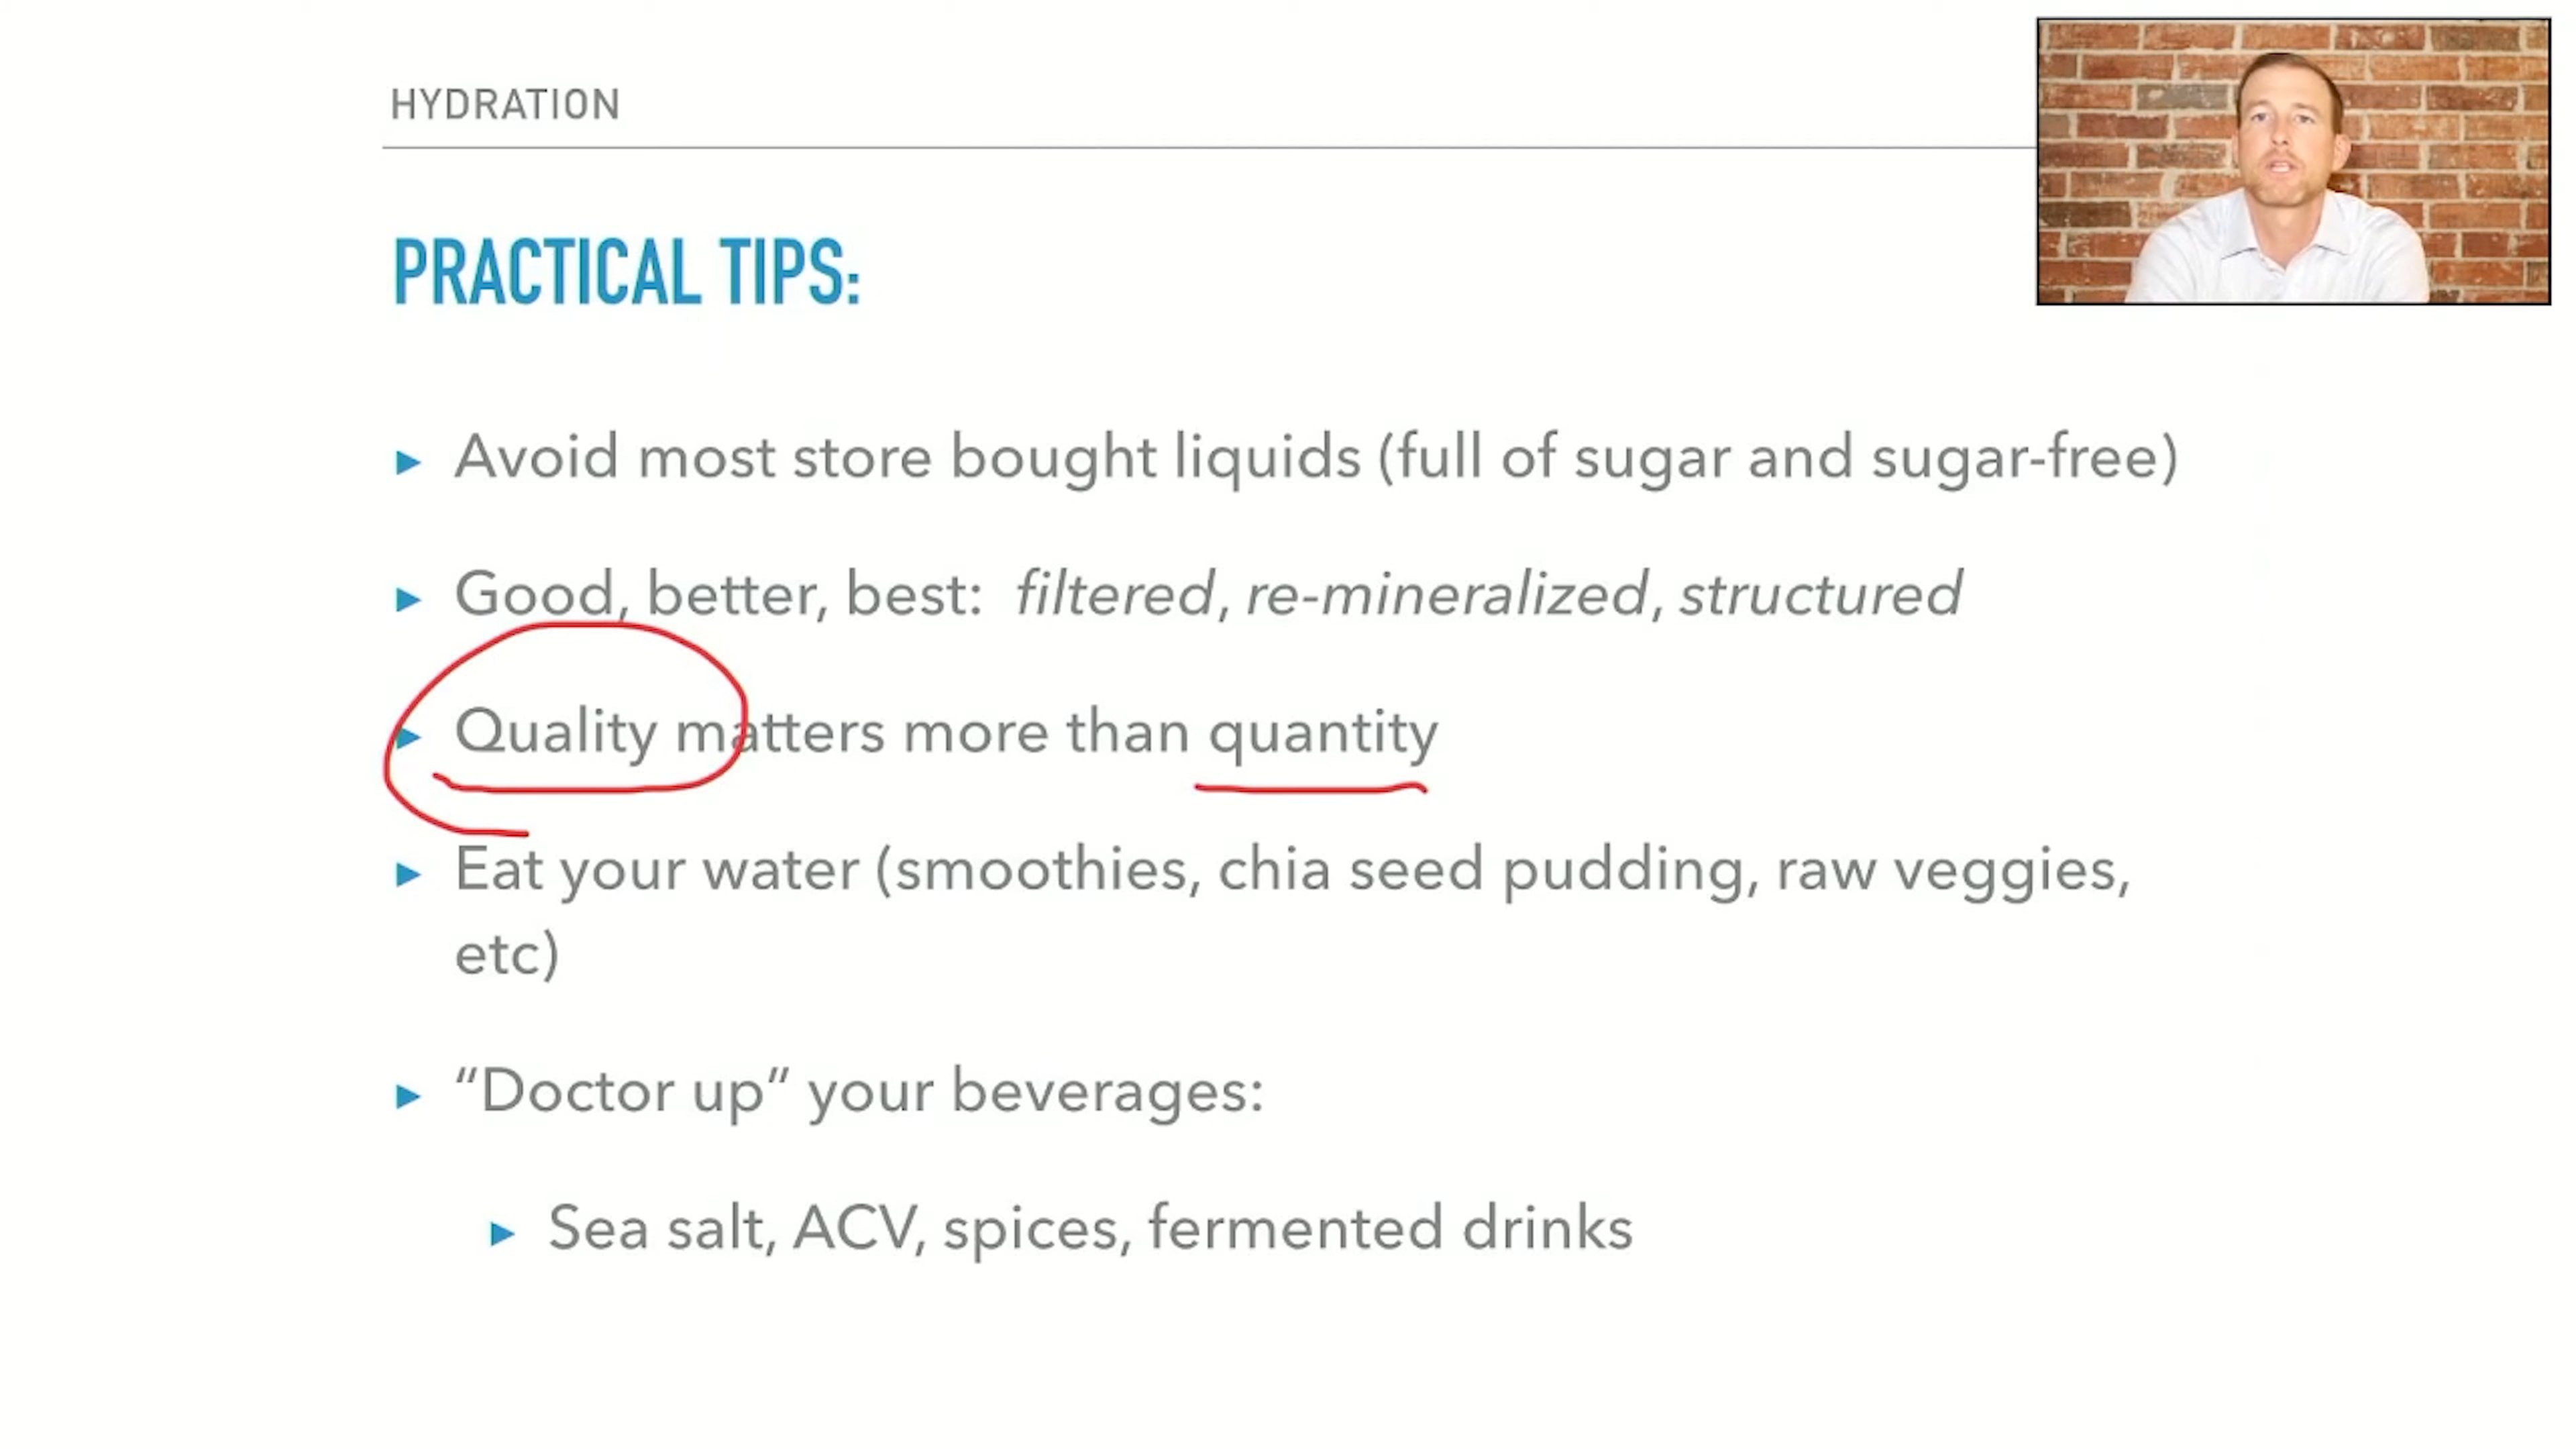 HYDRATION
PRACTICAL TIPS:
▸ Avoid most store bought liquids (full of sugar and sugar-free)
▸ Good, better, best: filtered, re-mineralized, structured
▸ Quality matters more than quantity
▸ Eat your water (smoothies, chia seed pudding, raw veggies,
etc)
▸ “Doctor up” your beverages:
▸ Sea salt, ACV, spices, fermented drinks